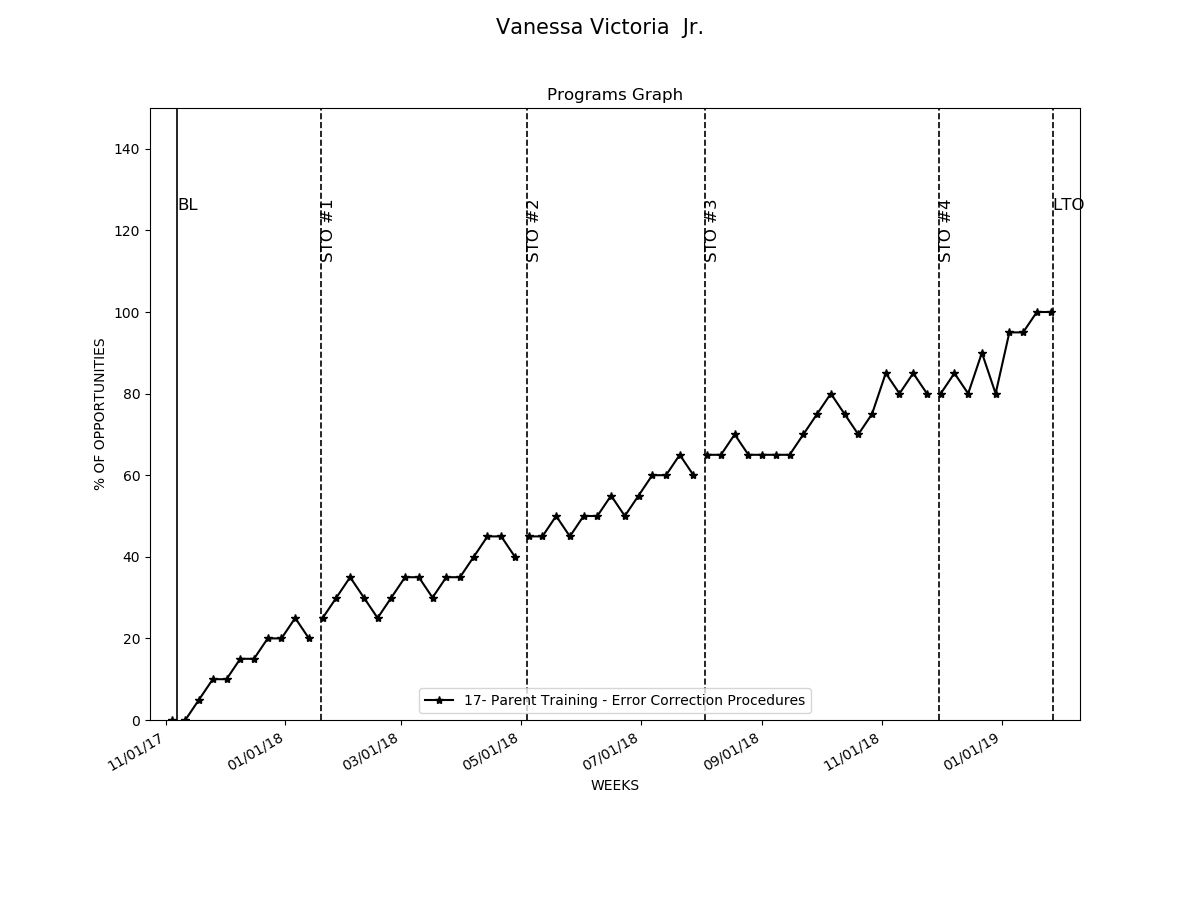 Vanessa Victoria  Jr.
Programs Graph
140
120
100
80
60
40
20
0
% OF OPPORTUNITIES
BL
STO #1
STO #2
STO #3
STO #4
LTO
17- Parent Training - Error Correction Procedures
11/01/17
01/01/18
03/01/18
05/01/18
07/01/18
09/01/18
11/01/18
01/01/19
WEEKS